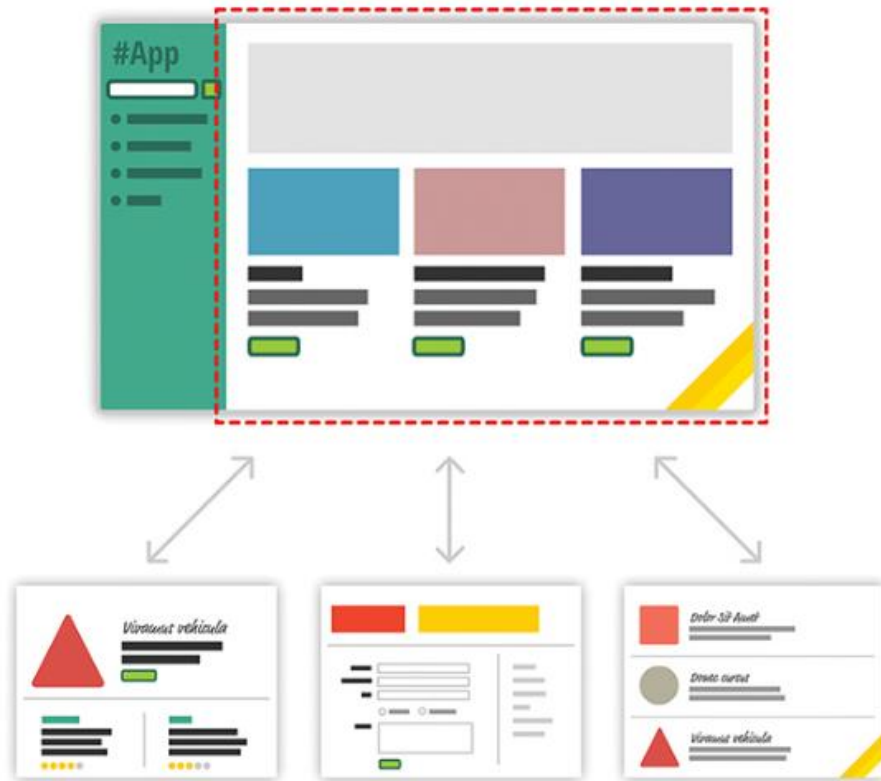 #App
Vivamus vehicula
Dolor Sit Amet
Donec cursus
Vivamus vehicula